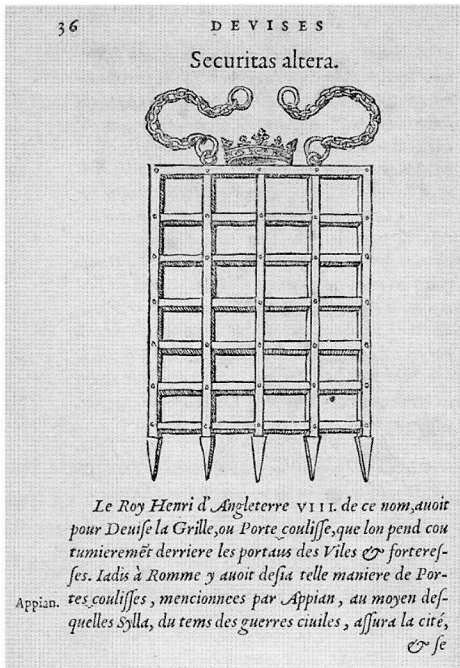 36 DEVISES
Securitas altera.
Le Roy Henri d'Angleterre VIII. de ce nom, auoit
pour Deuiſe la Grille, ou Porte couliſſe, que lon pend cou
tumieremẽt derriere les portaus des Viles & fortereſ-
ſes. Iadis à Romme y auoit deſia telle maniere de Por-
Appian. tes couliſſes, mencionnees par Appian, au moyen deſ-
quelles Sylla, du tems des guerres ciuiles, aſſura la cité,
& ſe